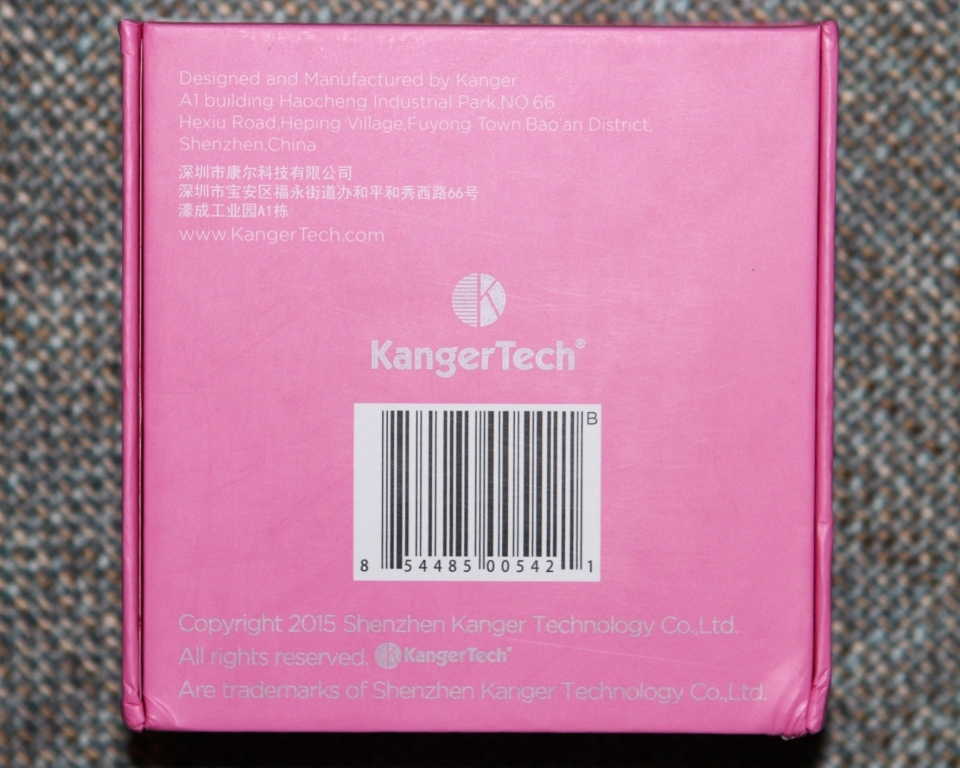 Designed and Manufactured by Kanger
A1 building Haocheng Industrial Park,NO.66
Hexiu Road,Heping Village,Fuyong Town,Bao'an District,
Shenzhen,China
深圳市康尔科技有限公司
深圳市宝安区福永街道办和平和秀西路66号
濠成工业园A1栋
www.KangerTech.com
K
KangerTech®
B
8 54485 00542 1
Copyright 2015 Shenzhen Kanger Technology Co.,Ltd.
All rights reserved. KangerTech®
Are trademarks of Shenzhen Kanger Technology Co.,Ltd.